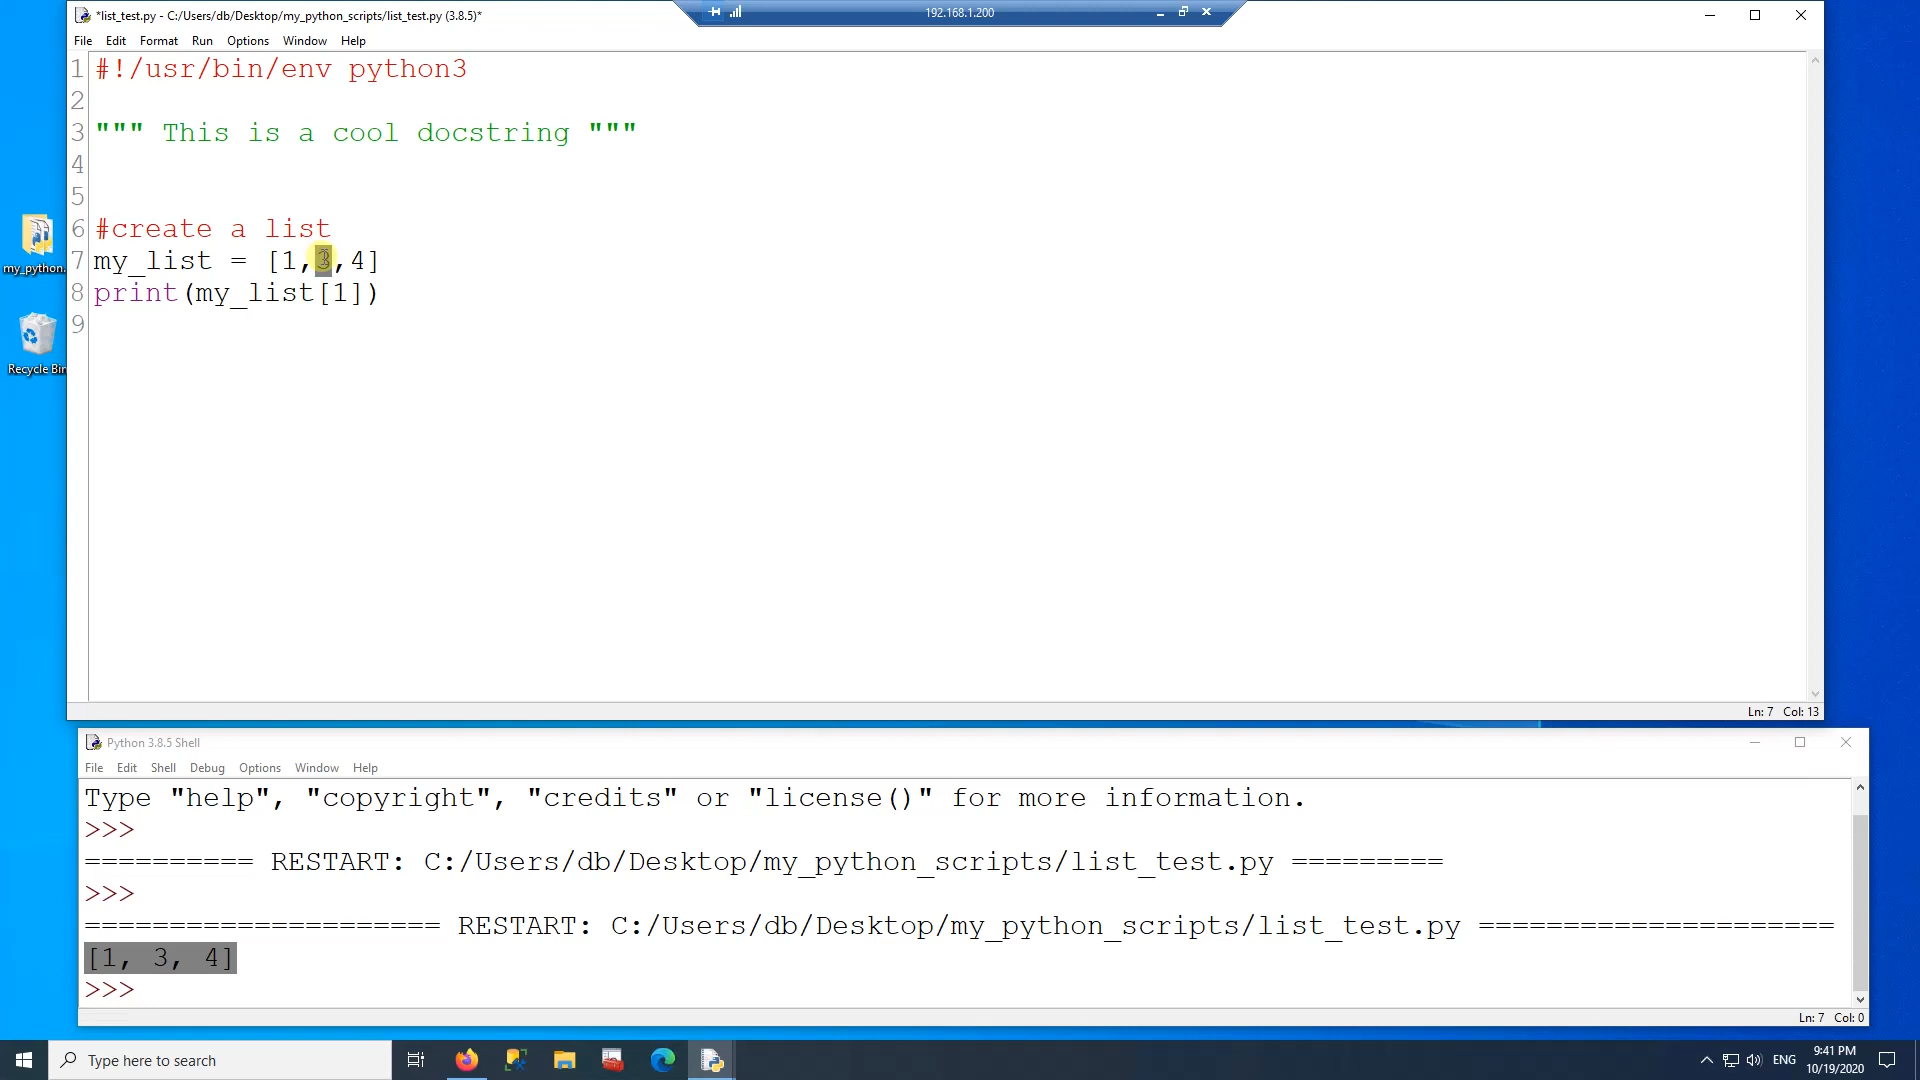 *list_test.py - C:/Users/db/Desktop/my_python_scripts/list_test.py (3.8.5)*
192.168.1.200
File Edit Format Run Options Window Help
1 #!/usr/bin/env python3
2
3 """ This is a cool docstring """
4
5
6 #create a list
7 my_list = [1,3,4]
8 print(my_list[1])
9
my_python.
Recycle Bin
Ln: 7 Col: 13
Python 3.8.5 Shell
File Edit Shell Debug Options Window Help
Type "help", "copyright", "credits" or "license()" for more information.
>>>
========== RESTART: C:/Users/db/Desktop/my_python_scripts/list_test.py =========
>>>
===================== RESTART: C:/Users/db/Desktop/my_python_scripts/list_test.py =====================
[1, 3, 4]
>>>
Ln: 7 Col: 0
Type here to search
ENG
9:41 PM
10/19/2020